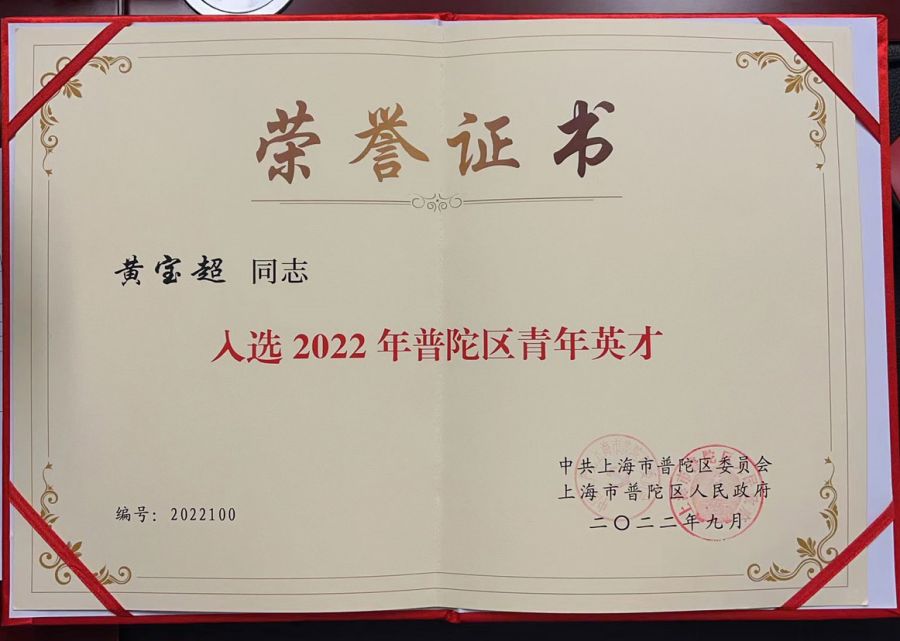 荣誉证书
黄宝超 同志
入选 2022 年普陀区青年英才
中共上海市普陀区委员会
上海市普陀区人民政府
二〇二二年九月
编号：2022100